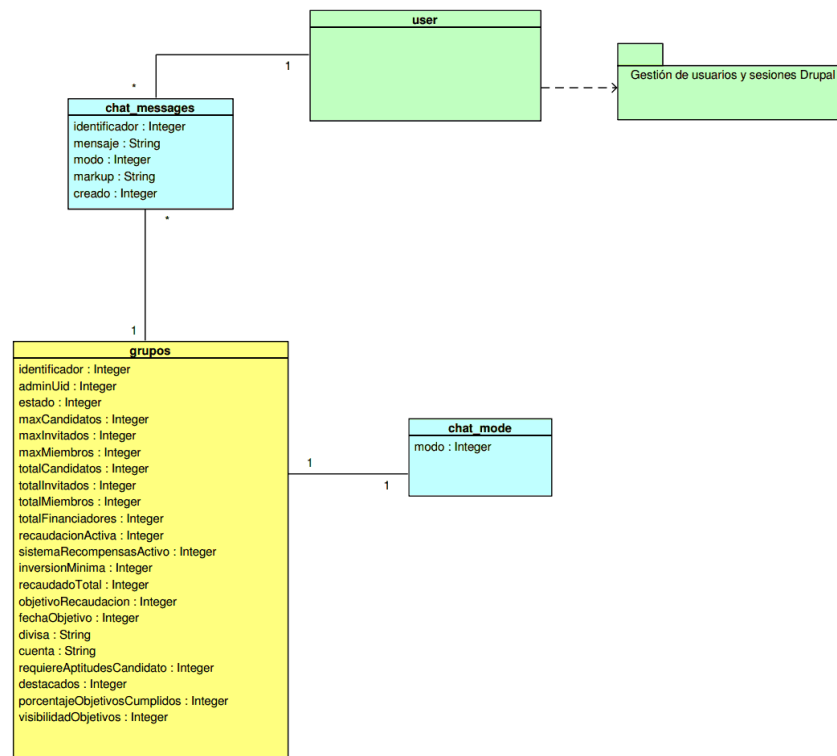 user
1
Gestión de usuarios y sesiones Drupal
*
chat_messages
identificador : Integer
mensaje : String
modo : Integer
markup : String
creado : Integer
*
1
grupos
identificador : Integer
adminUid : Integer
estado : Integer
maxCandidatos : Integer
maxInvitados : Integer
maxMiembros : Integer
totalCandidatos : Integer
totalInvitados : Integer
totalMiembros : Integer
totalFinanciadores : Integer
recaudacionActiva : Integer
sistemaRecompensasActivo : Integer
inversionMinima : Integer
recaudadoTotal : Integer
objetivoRecaudacion : Integer
fechaObjetivo : Integer
divisa : String
cuenta : String
requiereAptitudesCandidato : Integer
destacados : Integer
porcentajeObjetivosCumplidos : Integer
visibilidadObjetivos : Integer
1
1
chat_mode
modo : Integer